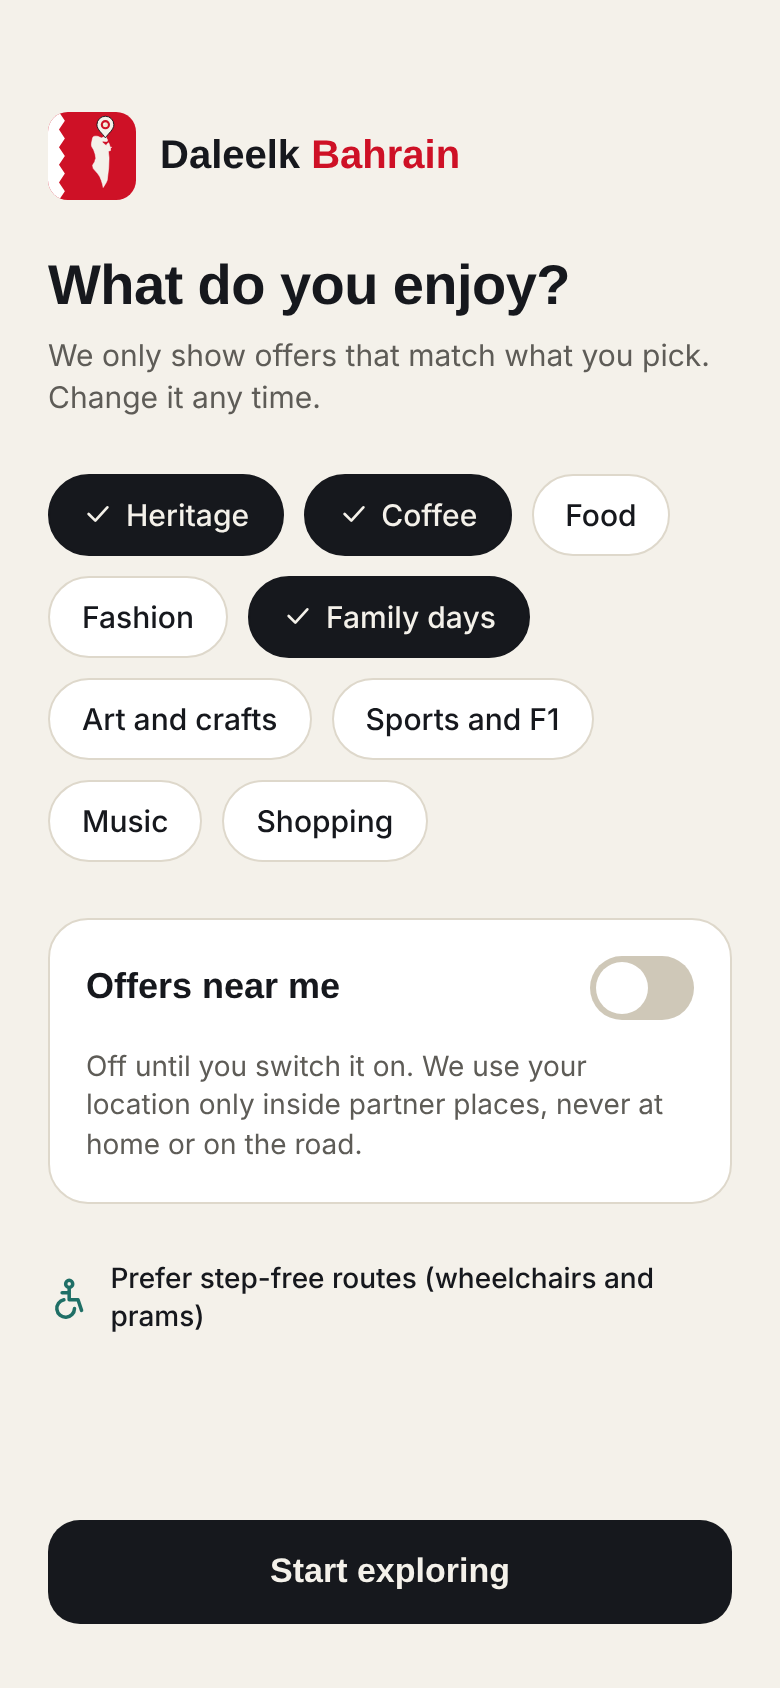 Daleelk Bahrain
What do you enjoy?
We only show offers that match what you pick.
Change it any time.
Heritage
Coffee
Food
Fashion
Family days
Art and crafts
Sports and F1
Music
Shopping
Offers near me
Off until you switch it on. We use your
location only inside partner places, never at
home or on the road.
Prefer step-free routes (wheelchairs and
prams)
Start exploring